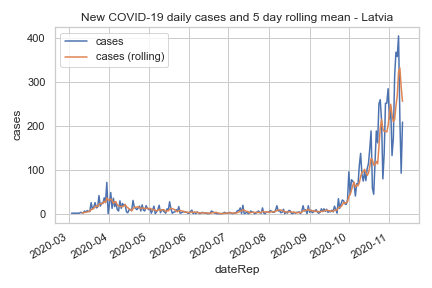 New COVID-19 daily cases and 5 day rolling mean - Latvia
cases
cases (rolling)
400
300
200
100
0
cases
2020-03
2020-04
2020-05
2020-06
2020-07
2020-08
2020-09
2020-10
2020-11
dateRep